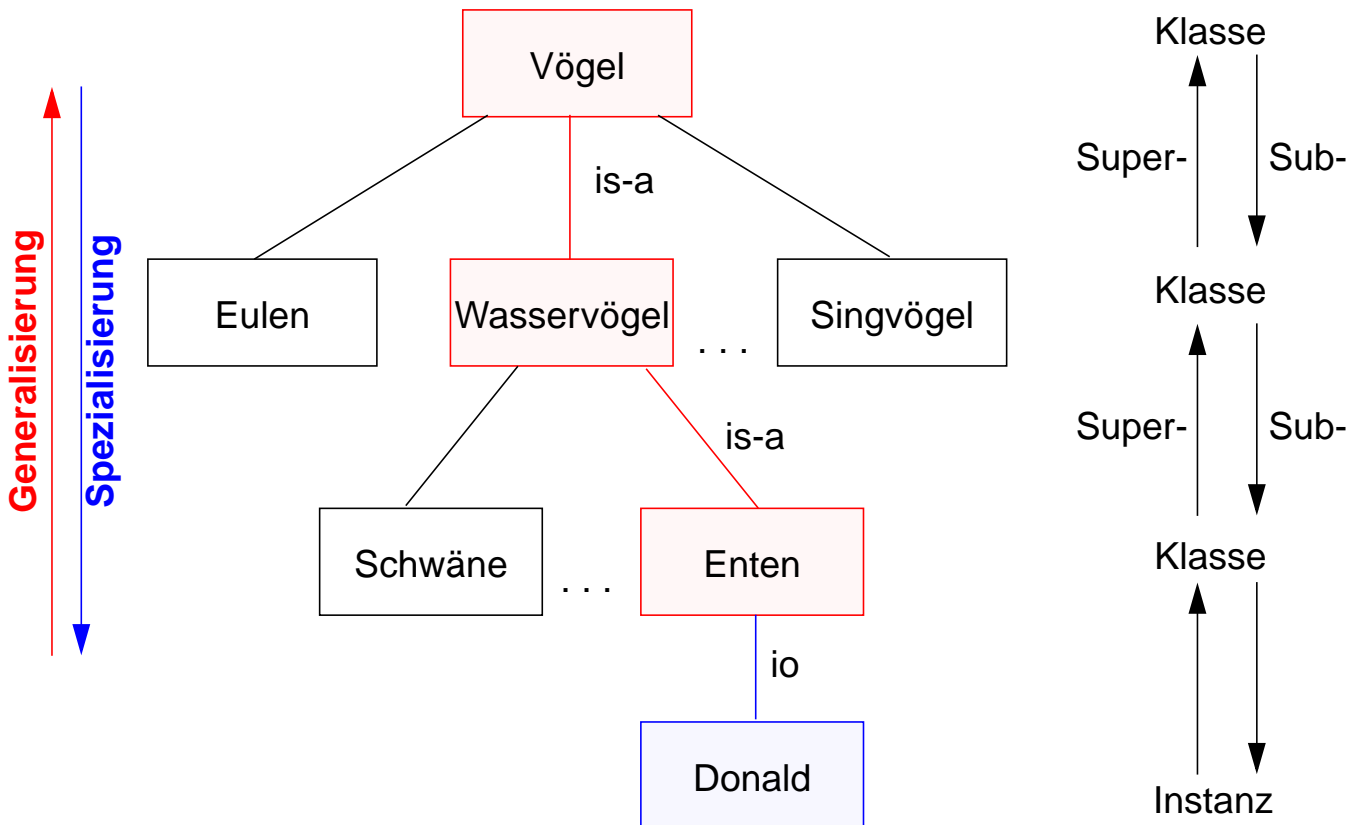 Klasse
Vögel
Super-
Sub-
is-a
Generalisierung
Spezialisierung
Eulen
Wasservögel
. . .
Singvögel
Klasse
is-a
Super-
Sub-
Schwäne
. . .
Enten
Klasse
io
Donald
Instanz